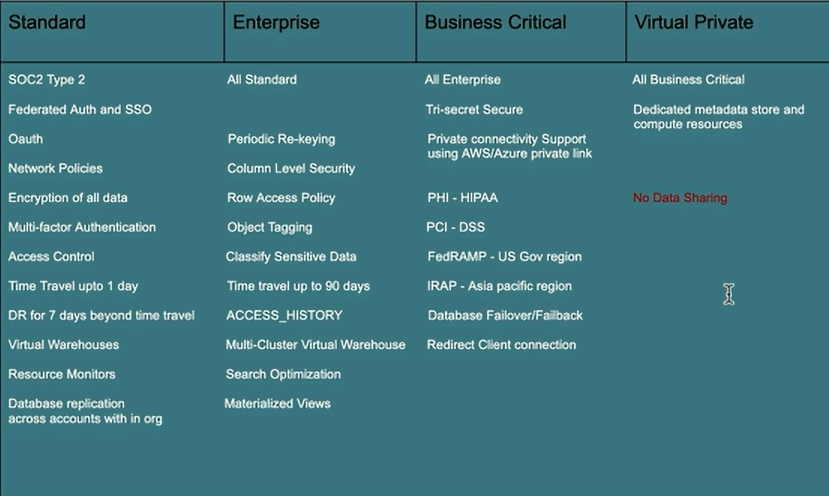 Standard
Enterprise
Business Critical
Virtual Private
SOC2 Type 2
Federated Auth and SSO
Oauth
Network Policies
Encryption of all data
Multi-factor Authentication
Access Control
Time Travel upto 1 day
DR for 7 days beyond time travel
Virtual Warehouses
Resource Monitors
Database replication
across accounts with in org
All Standard
Periodic Re-keying
Column Level Security
Row Access Policy
Object Tagging
Classify Sensitive Data
Time travel up to 90 days
ACCESS_HISTORY
Multi-Cluster Virtual Warehouse
Search Optimization
Materialized Views
All Enterprise
Tri-secret Secure
Private connectivity Support
using AWS/Azure private link
PHI - HIPAA
PCI - DSS
FedRAMP - US Gov region
IRAP - Asia pacific region
Database Failover/Failback
Redirect Client connection
All Business Critical
Dedicated metadata store and
compute resources
No Data Sharing